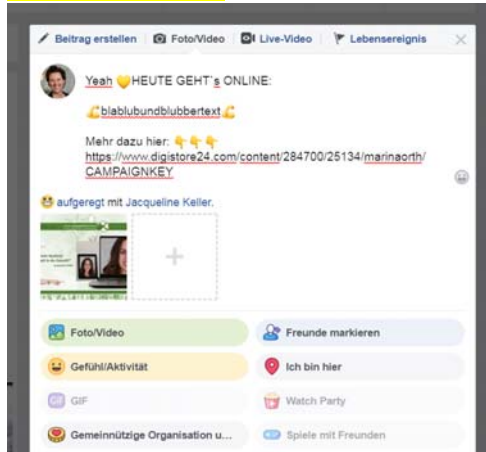 Beitrag erstellen Foto/Video Live-Video Lebensereignis
Yeah 💛HEUTE GEHT`s ONLINE:
💪blablubundblubbertext💪
Mehr dazu hier: 👇👇👇
https://www.digistore24.com/content/284700/25134/marinaorth/
CAMPAIGNKEY
aufgeregt mit Jacqueline Keller.
Foto/Video Freunde markieren
Gefühl/Aktivität Ich bin hier
GIF GIF Watch Party
Gemeinnützige Organisation u... Spiele mit Freunden